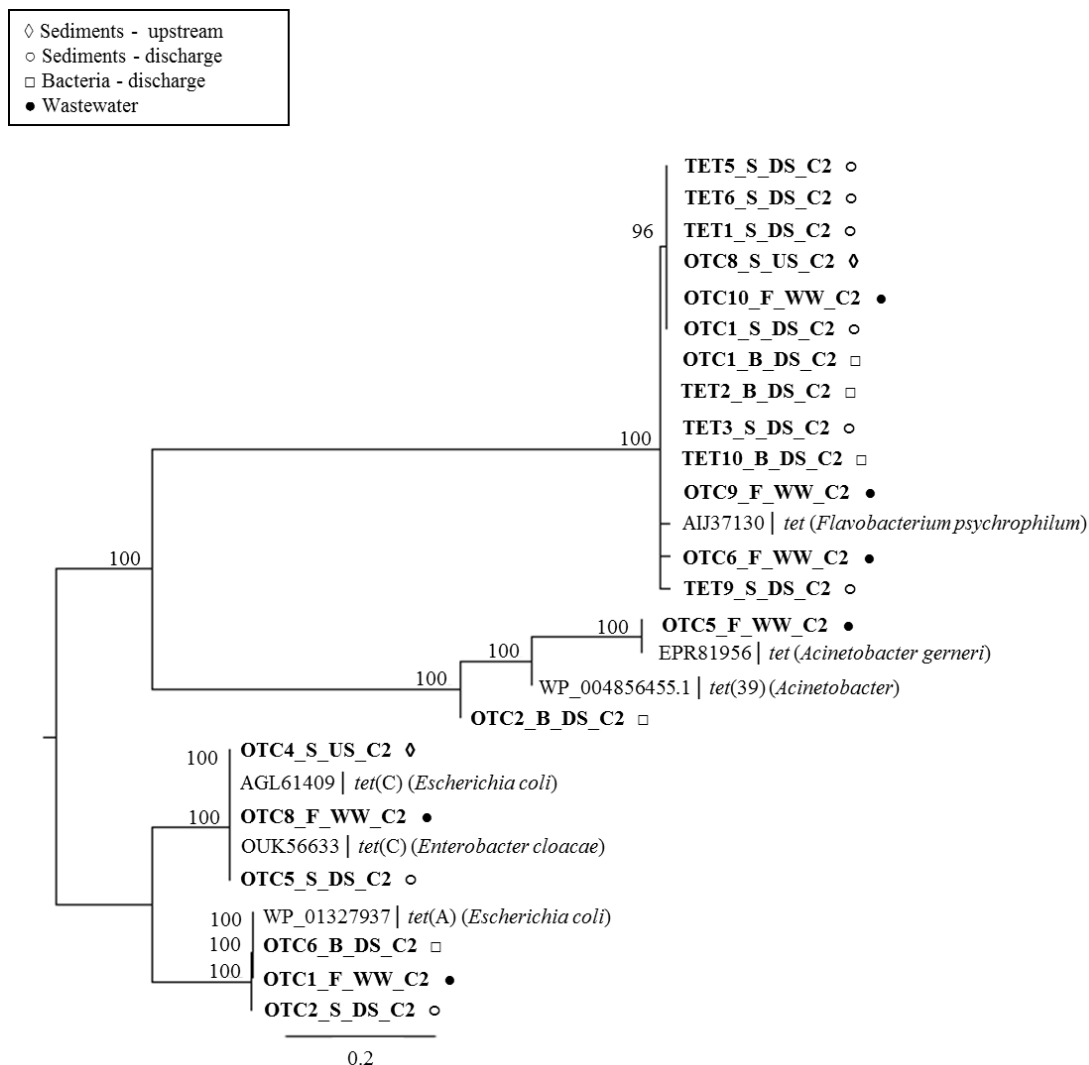 ◊ Sediments - upstream
○ Sediments - discharge
□ Bacteria - discharge
● Wastewater
TET5_S_DS_C2 ○
TET6_S_DS_C2 ○
96
TET1_S_DS_C2 ○
OTC8_S_US_C2 ◊
OTC10_F_WW_C2 ●
OTC1_S_DS_C2 ○
OTC1_B_DS_C2 □
TET2_B_DS_C2 □
TET3_S_DS_C2 ○
100
TET10_B_DS_C2 □
OTC9_F_WW_C2 ●
AIJ37130 | tet (Flavobacterium psychrophilum)
OTC6_F_WW_C2 ●
100
TET9_S_DS_C2 ○
100
OTC5_F_WW_C2 ●
100
EPR81956 | tet (Acinetobacter gerneri)
100
WP_004856455.1 | tet(39) (Acinetobacter)
OTC2_B_DS_C2 □
100
OTC4_S_US_C2 ◊
AGL61409 | tet(C) (Escherichia coli)
100
OTC8_F_WW_C2 ●
OUK56633 | tet(C) (Enterobacter cloacae)
OTC5_S_DS_C2 ○
100
WP_01327937 | tet(A) (Escherichia coli)
100
OTC6_B_DS_C2 □
100
OTC1_F_WW_C2 ●
OTC2_S_DS_C2 ○
0.2